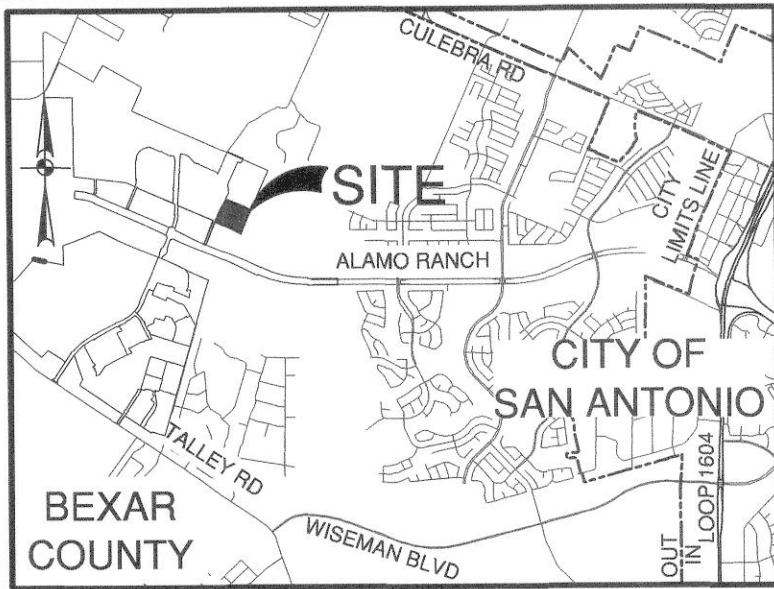 CULEBRA RD
SITE
CITY
LIMITS LINE
ALAMO RANCH
CITY OF
SAN ANTONIO
TALLEY RD
BEXAR
COUNTY
WISEMAN BLVD
OUT
IN
LOOP 1604